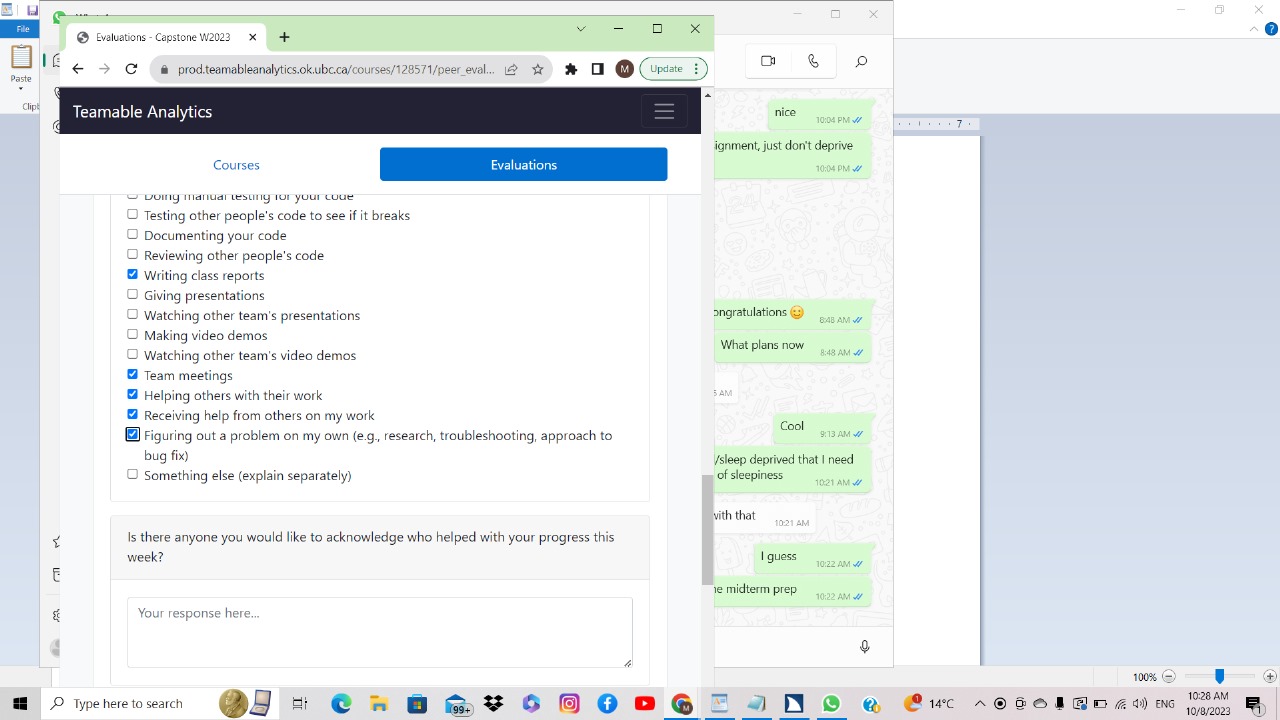 File
Paste
Evaluations - Capstone W2023
prod.teamableanalytics.ok.ubc.ca/course/128571/peer_eval...
M
Update
Teamable Analytics
Courses
Evaluations
Doing manual testing for your code
Testing other people's code to see if it breaks
Documenting your code
Reviewing other people's code
Writing class reports
Giving presentations
Watching other team's presentations
Making video demos
Watching other team's video demos
Team meetings
Helping others with their work
Receiving help from others on my work
Figuring out a problem on my own (e.g., research, troubleshooting, approach to
bug fix)
Something else (explain separately)
Is there anyone you would like to acknowledge who helped with your progress this
week?
Your response here...
nice
10:04 PM
ignment, just don't deprive
10:04 PM
ongratulations 😊
8:48 AM
What plans now
8:48 AM
AM
Cool
9:13 AM
/sleep deprived that I need
of sleepiness
10:21 AM
with that
10:21 AM
I guess
10:22 AM
ne midterm prep
10:22 AM
7
100%
Type here to search
14°C
ENG
10:28 AM
10/8/2023